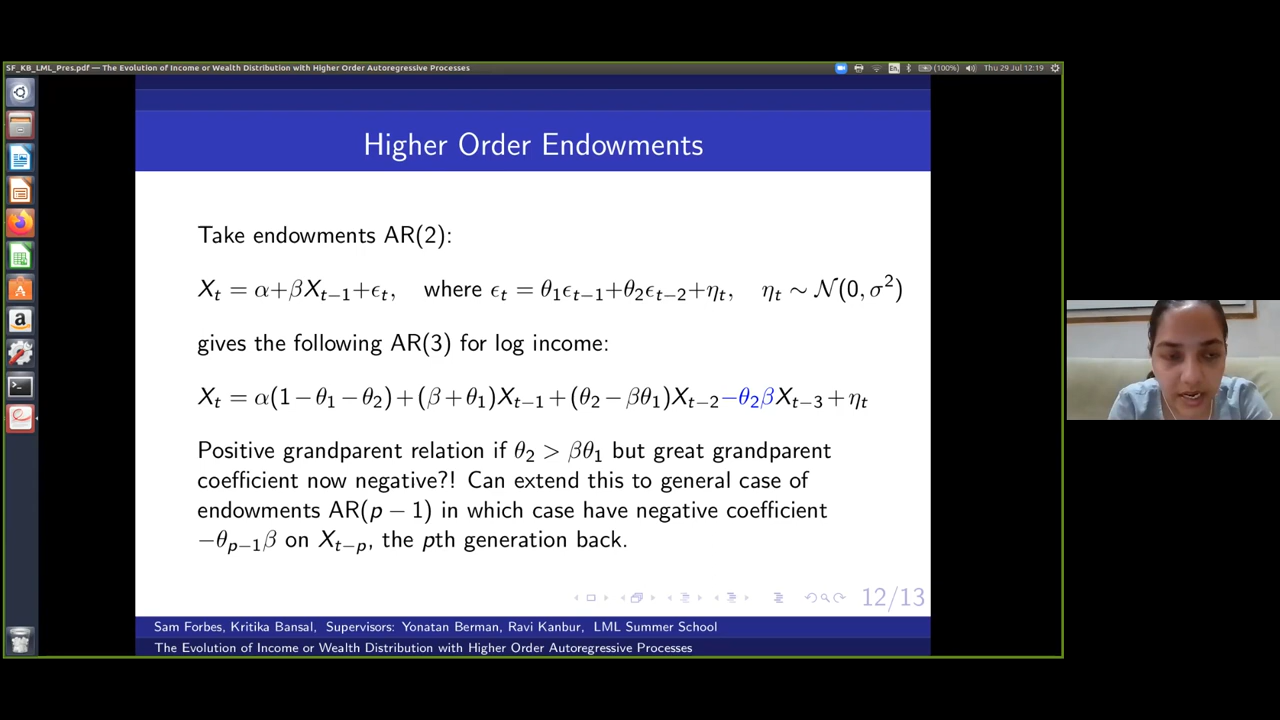 SF_KB_LML_Pres.pdf — The Evolution of Income or Wealth Distribution with Higher Order Autoregressive Processes
En (100%) Thu 29 Jul 12:19
Higher Order Endowments
Take endowments AR(2):
X_t = α+βX_{t−1}+ϵ_t, where ϵ_t = θ_1ϵ_{t−1}+θ_2ϵ_{t−2}+η_t, η_t ∼ N(0, σ^2)
gives the following AR(3) for log income:
X_t = α(1−θ_1−θ_2)+(β+θ_1)X_{t−1}+(θ_2−βθ_1)X_{t−2}−θ_2βX_{t−3}+η_t
Positive grandparent relation if θ_2 > βθ_1 but great grandparent
coefficient now negative?! Can extend this to general case of
endowments AR(p − 1) in which case have negative coefficient
−θ_{p−1}β on X_{t−p}, the pth generation back.
12/13
Sam Forbes, Kritika Bansal, Supervisors: Yonatan Berman, Ravi Kanbur, LML Summer School
The Evolution of Income or Wealth Distribution with Higher Order Autoregressive Processes